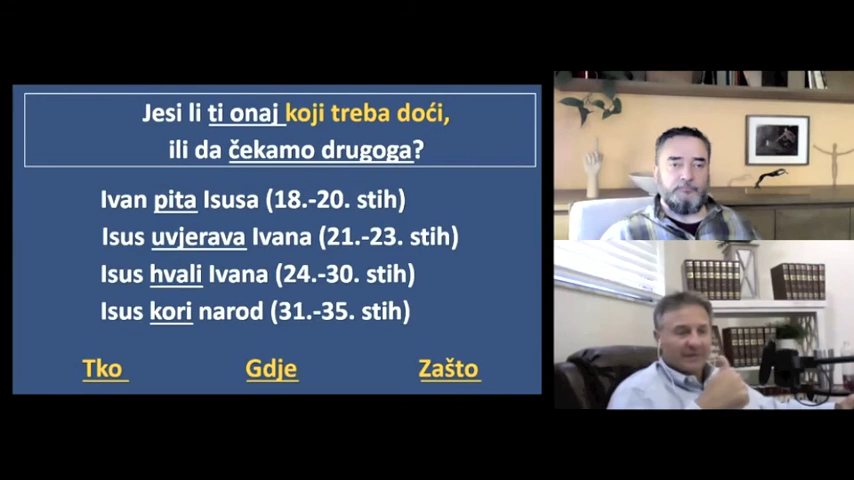 Jesi li ti onaj koji treba doći,
ili da čekamo drugoga?
Ivan pita Isusa (18.-20. stih)
Isus uvjerava Ivana (21.-23. stih)
Isus hvali Ivana (24.-30. stih)
Isus kori narod (31.-35. stih)
Tko Gdje Zašto